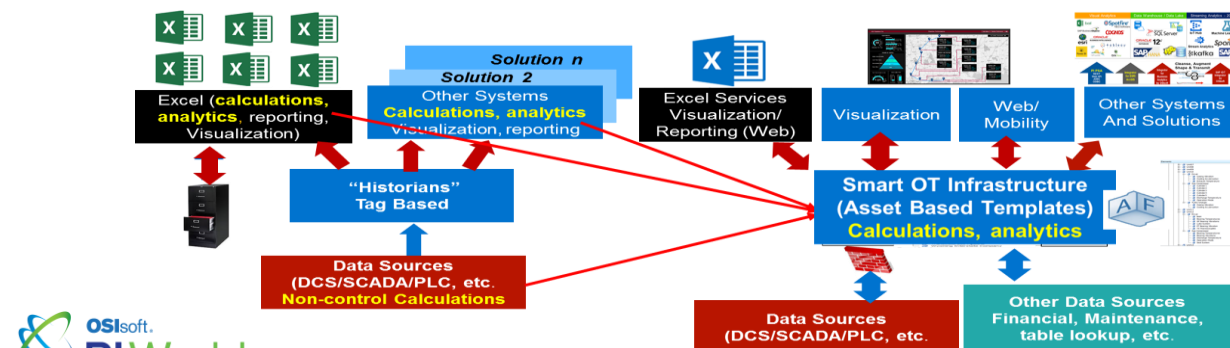 Solution n
Solution 2
Excel (calculations,
analytics, reporting,
Visualization)
Other Systems
Calculations, analytics
Visualization, reporting
"Historians"
Tag Based
Data Sources
(DCS/SCADA/PLC, etc.
Non-control Calculations
Excel Services
Visualization/
Reporting (Web)
Visualization
Web/
Mobility
Other Systems
And Solutions
Smart OT Infrastructure
(Asset Based Templates)
Calculations, analytics
AF
Data Sources
(DCS/SCADA/PLC, etc.
Other Data Sources
Financial, Maintenance,
table lookup, etc.
OSIsoft.